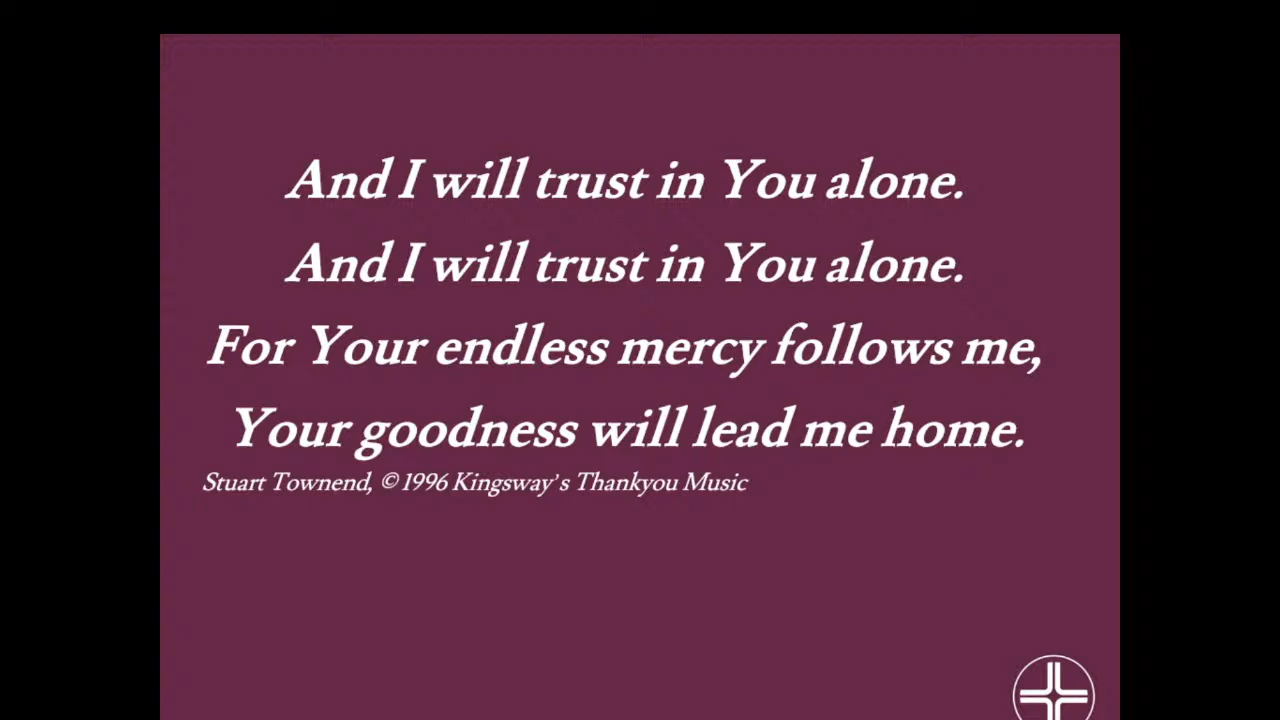 And I will trust in You alone.
And I will trust in You alone.
For Your endless mercy follows me,
Your goodness will lead me home.
Stuart Townend, ©1996 Kingsway's Thankyou Music